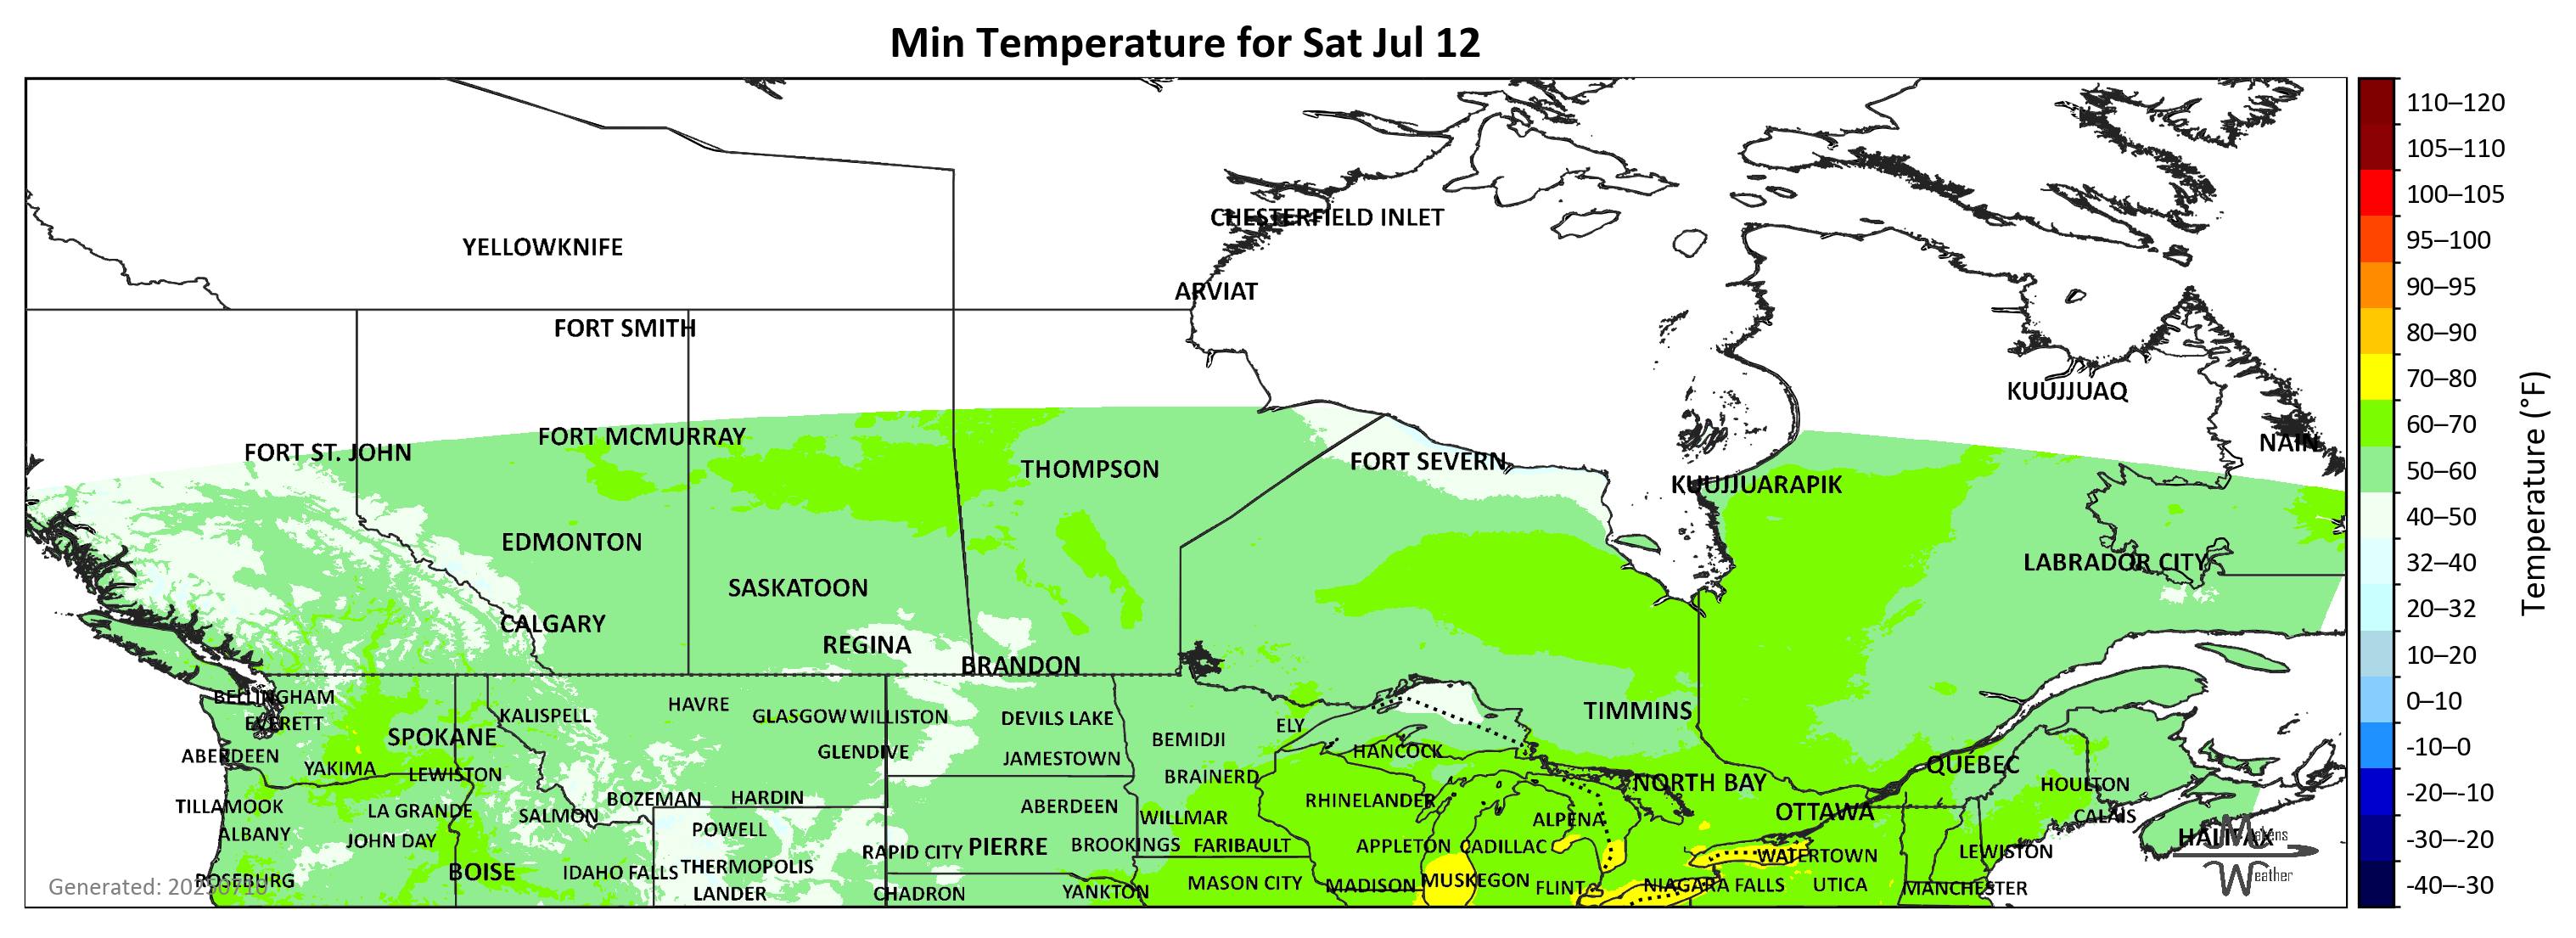 Min Temperature for Sat Jul 12
110–120
105–110
100–105
95–100
90–95
80–90
70–80
60–70
50–60
40–50
32–40
20–32
10–20
0–10
-10–0
-20–-10
-30–-20
-40–-30
Temperature (°F)
CHESTERFIELD INLET
YELLOWKNIFE
ARVIAT
FORT SMITH
KUUJJUAQ
FORT MCMURRAY
NAIN
FORT ST. JOHN
FORT SEVERN
THOMPSON
KUUJJUARAPIK
EDMONTON
LABRADOR CITY
SASKATOON
CALGARY
REGINA
BRANDON
BELLINGHAM
HAVRE
TIMMINS
KALISPELL
GLASGOW
WILLISTON
DEVILS LAKE
EVERETT
ELY
SPOKANE
BEMIDJI
GLENDIVE
HANCOCK
ABERDEEN
JAMESTOWN
QUÉBEC
YAKIMA
LEWISTON
BRAINERD
NORTH BAY
HOULTON
BOZEMAN
HARDIN
RHINELANDER
TILLAMOOK
ABERDEEN
LA GRANDE
OTTAWA
SALMON
CALAIS
WILLMAR
ALPENA
POWELL
ALBANY
HALIFAX
Makens
JOHN DAY
PIERRE
BROOKINGS
FARIBAULT
APPLETON
CADILLAC
RAPID CITY
LEWISTON
WATERTOWN
THERMOPOLIS
BOISE
IDAHO FALLS
Weather
ROSEBURG
MUSKEGON
MASON CITY
MADISON
NIAGARA FALLS
UTICA
Generated: 20250710
FLINT
MANCHESTER
YANKTON
LANDER
CHADRON